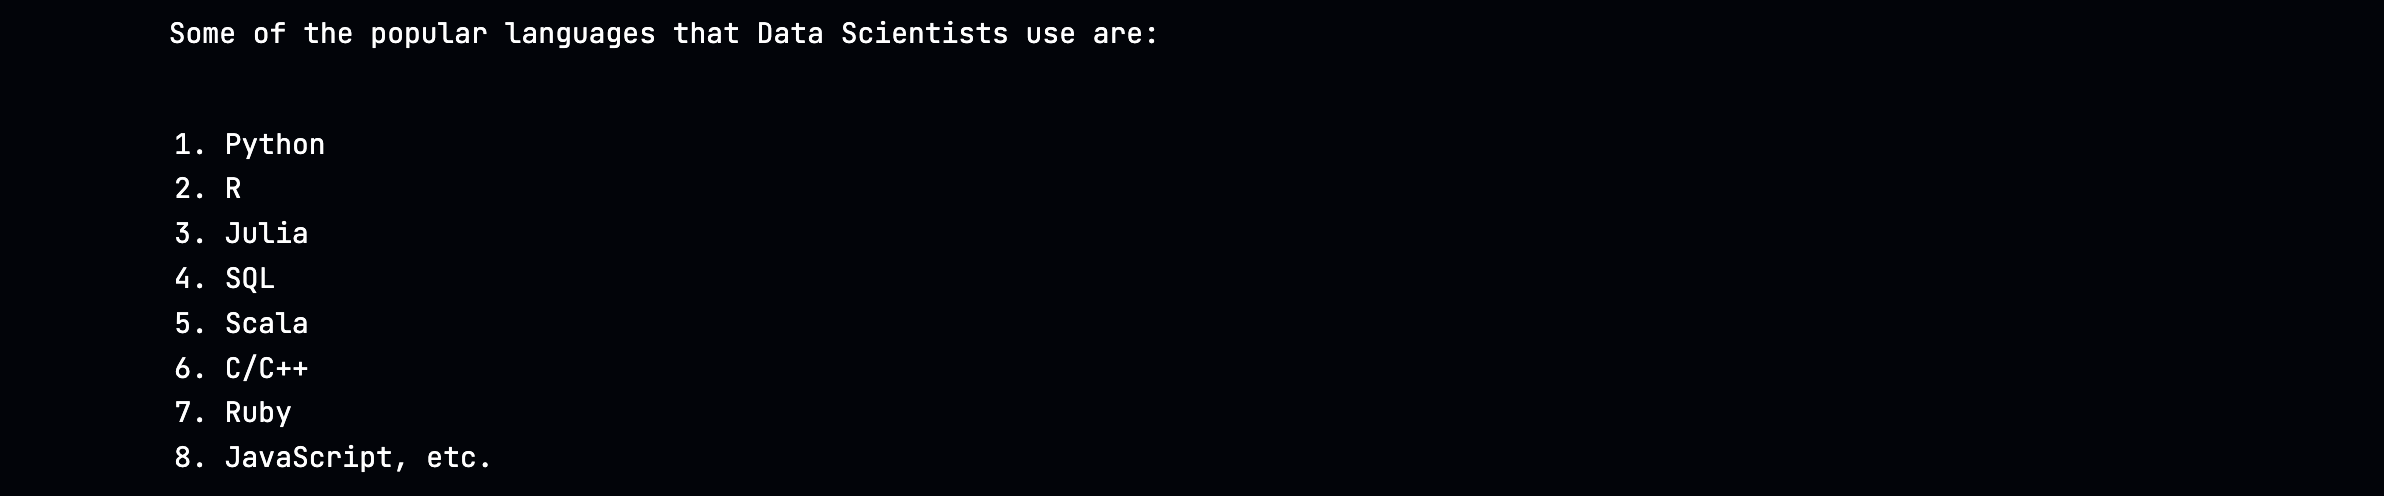 Some of the popular languages that Data Scientists use are:
1. Python
2. R
3. Julia
4. SQL
5. Scala
6. C/C++
7. Ruby
8. JavaScript, etc.